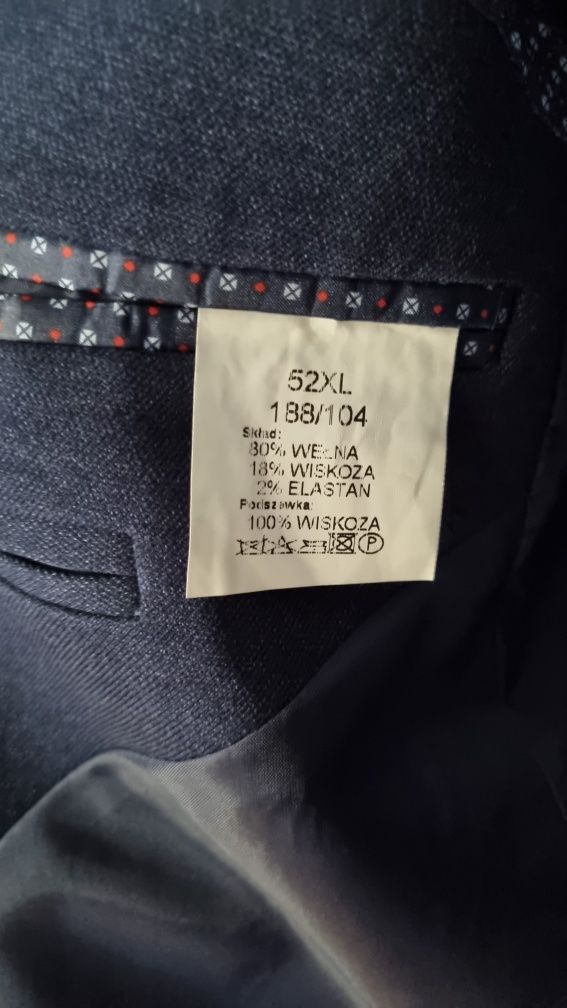 52XL
188/104
Skład:
80% WEŁNA
18% WISKOZA
2% ELASTAN
Podszewka:
100% WISKOZA
P